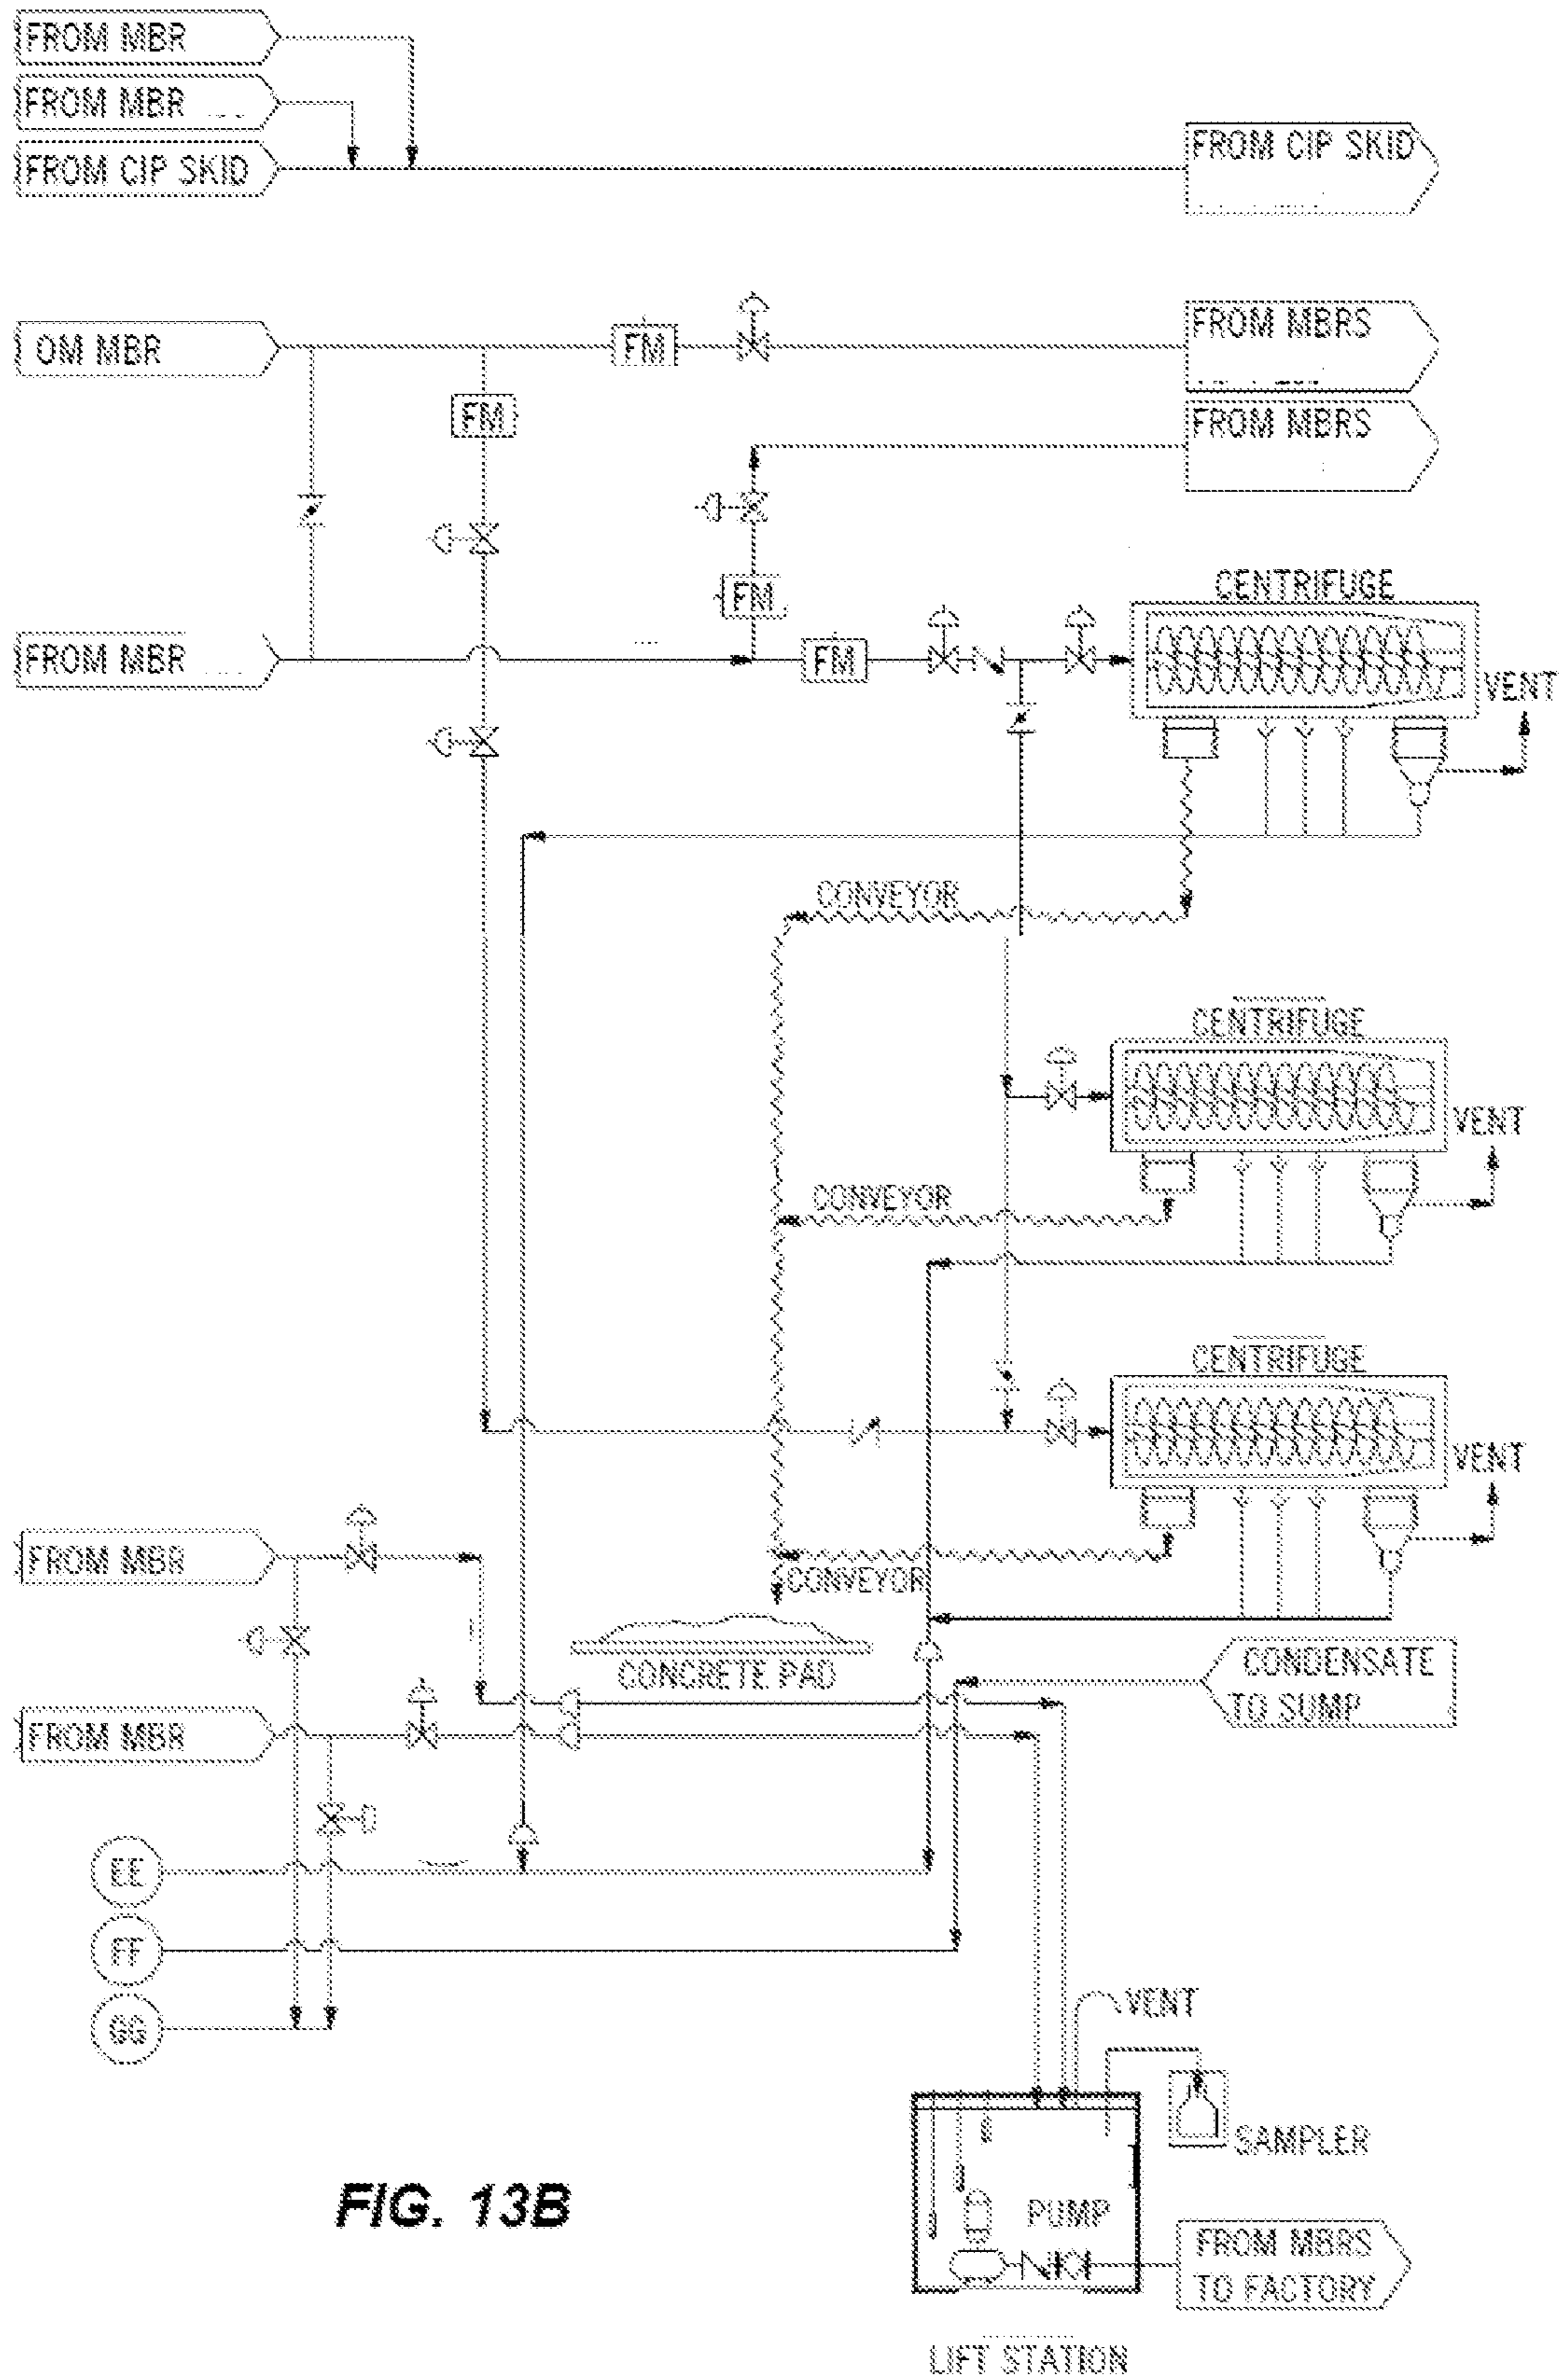 FROM MBR
FROM MBR
FROM CIP SKID
FROM CIP SKID
OM MBR
FM
FROM MBRS
FM
FROM MBRS
FM
CENTRIFUGE
FROM MBR
FM
VENT
CONVEYOR
CENTRIFUGE
VENT
CONVEYOR
CENTRIFUGE
VENT
FROM MBR
CONVEYOR
CONCRETE PAD
CONDENSATE
TO SUMP
FROM MBR
EE
FF
GG
VENT
SAMPLER
PUMP
FROM MBRS
TO FACTORY
LIFT STATION
FIG. 13B